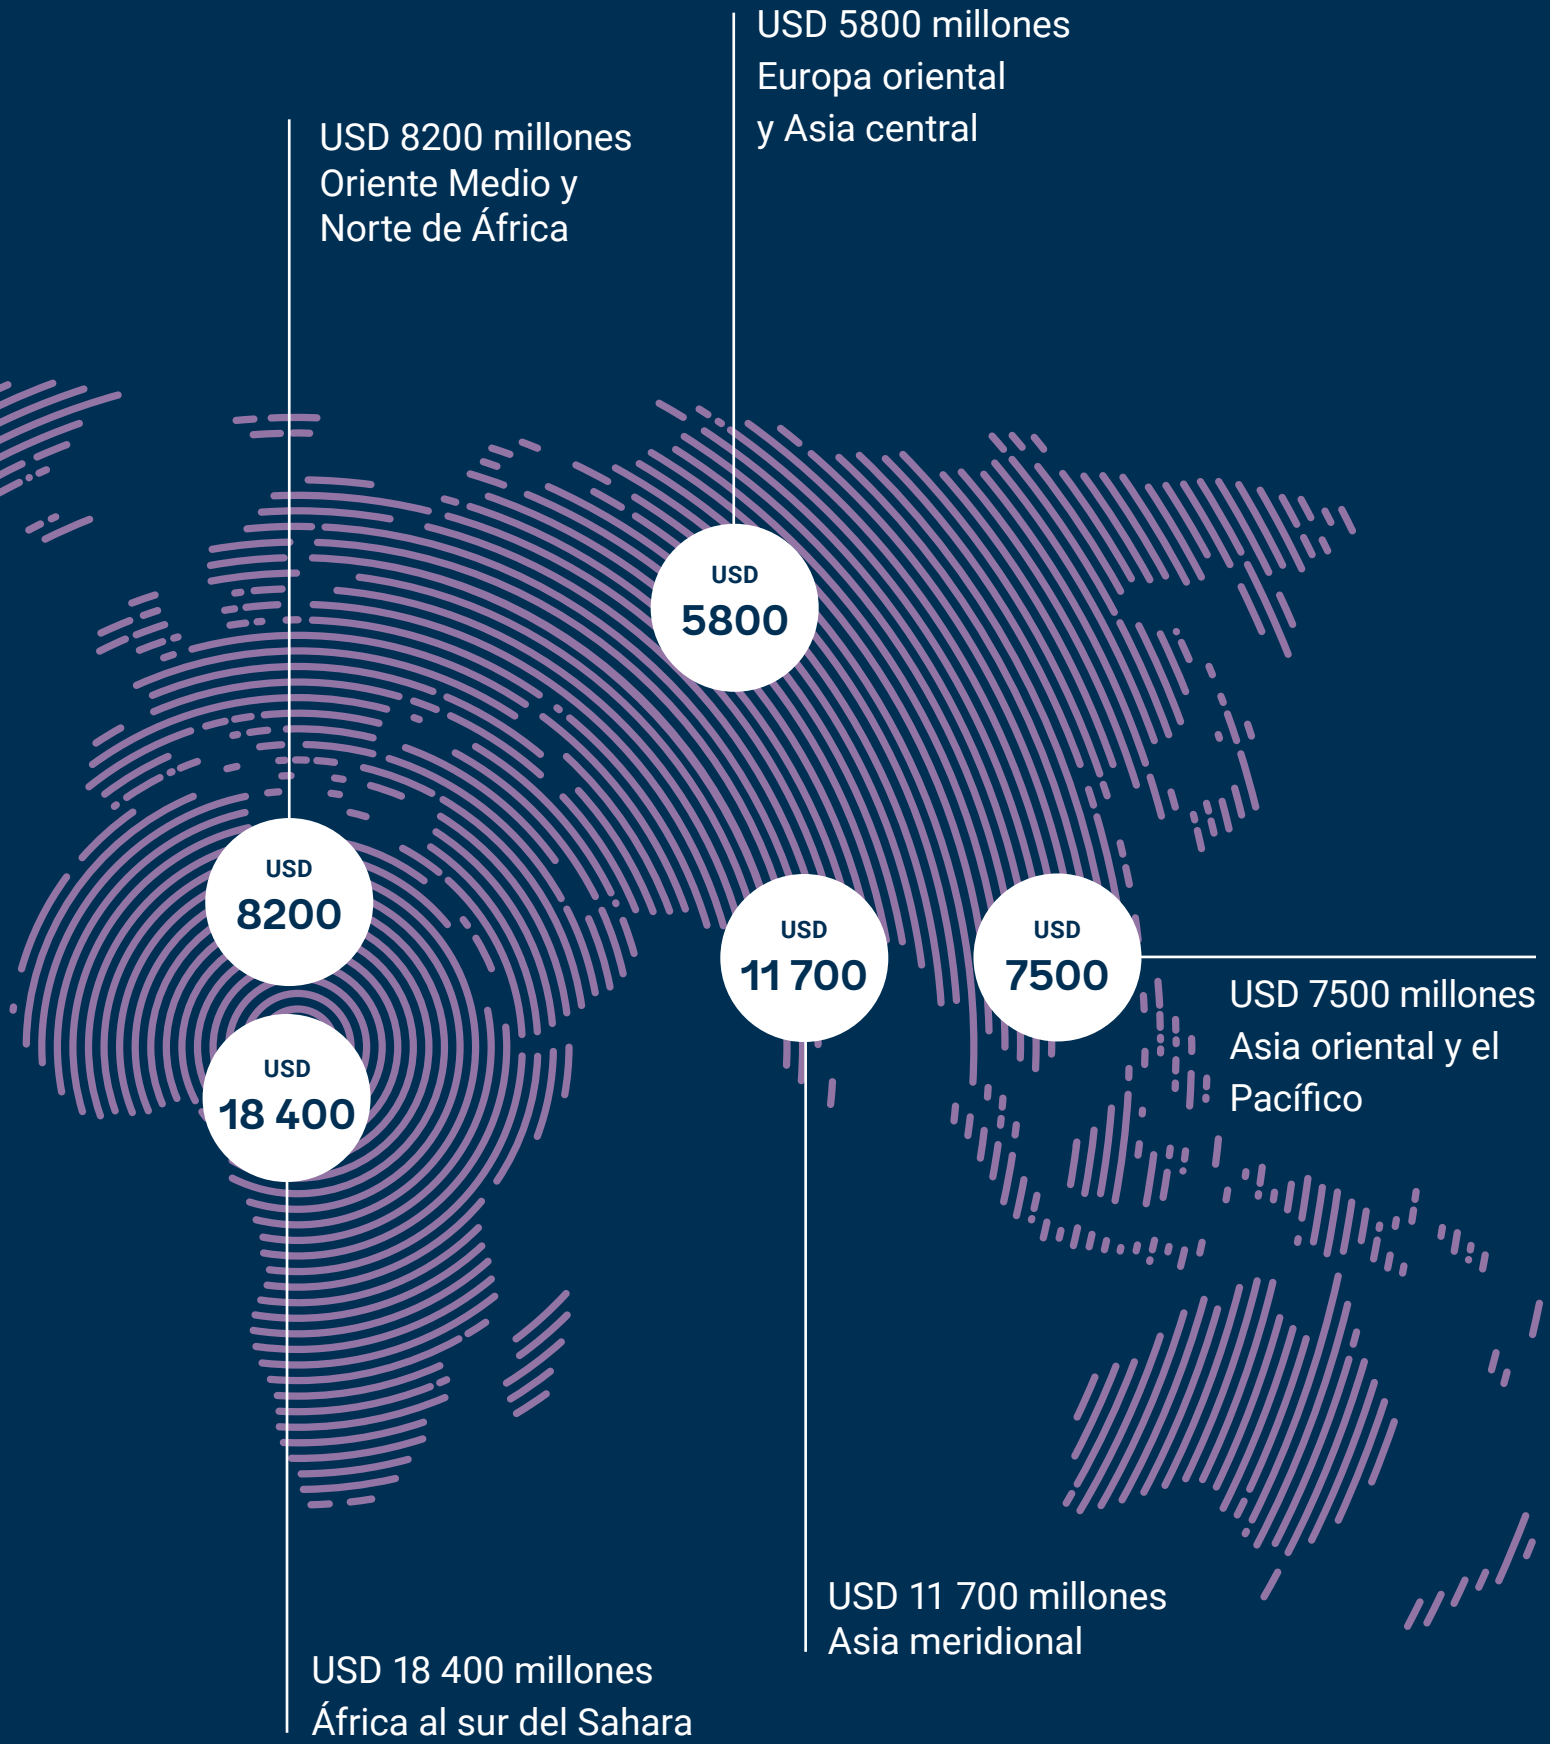 USD 5800 millones
Europa oriental
y Asia central
USD 8200 millones
Oriente Medio y
Norte de África
USD
5800
USD
8200
USD
11 700
USD
7500
USD 7500 millones
Asia oriental y el
Pacífico
USD
18 400
USD 11 700 millones
Asia meridional
USD 18 400 millones
África al sur del Sahara